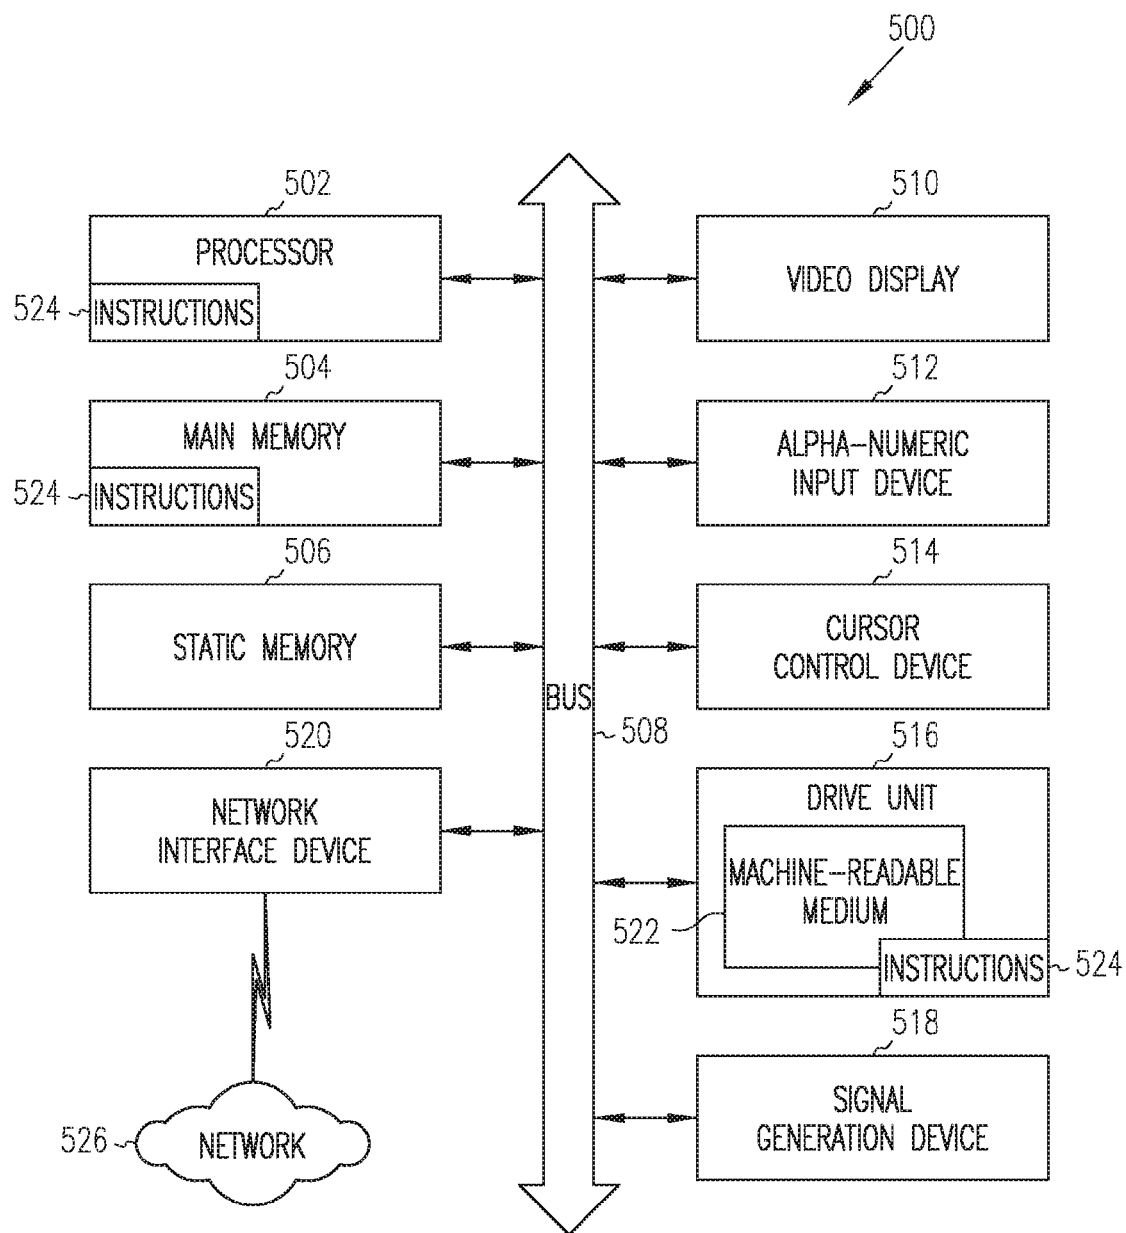 500
502
PROCESSOR
524
INSTRUCTIONS
504
MAIN MEMORY
524
INSTRUCTIONS
506
STATIC MEMORY
520
NETWORK
INTERFACE DEVICE
526
NETWORK
BUS
508
510
VIDEO DISPLAY
512
ALPHA-NUMERIC
INPUT DEVICE
514
CURSOR
CONTROL DEVICE
516
DRIVE UNIT
MACHINE-READABLE
MEDIUM
522
INSTRUCTIONS
524
518
SIGNAL
GENERATION DEVICE